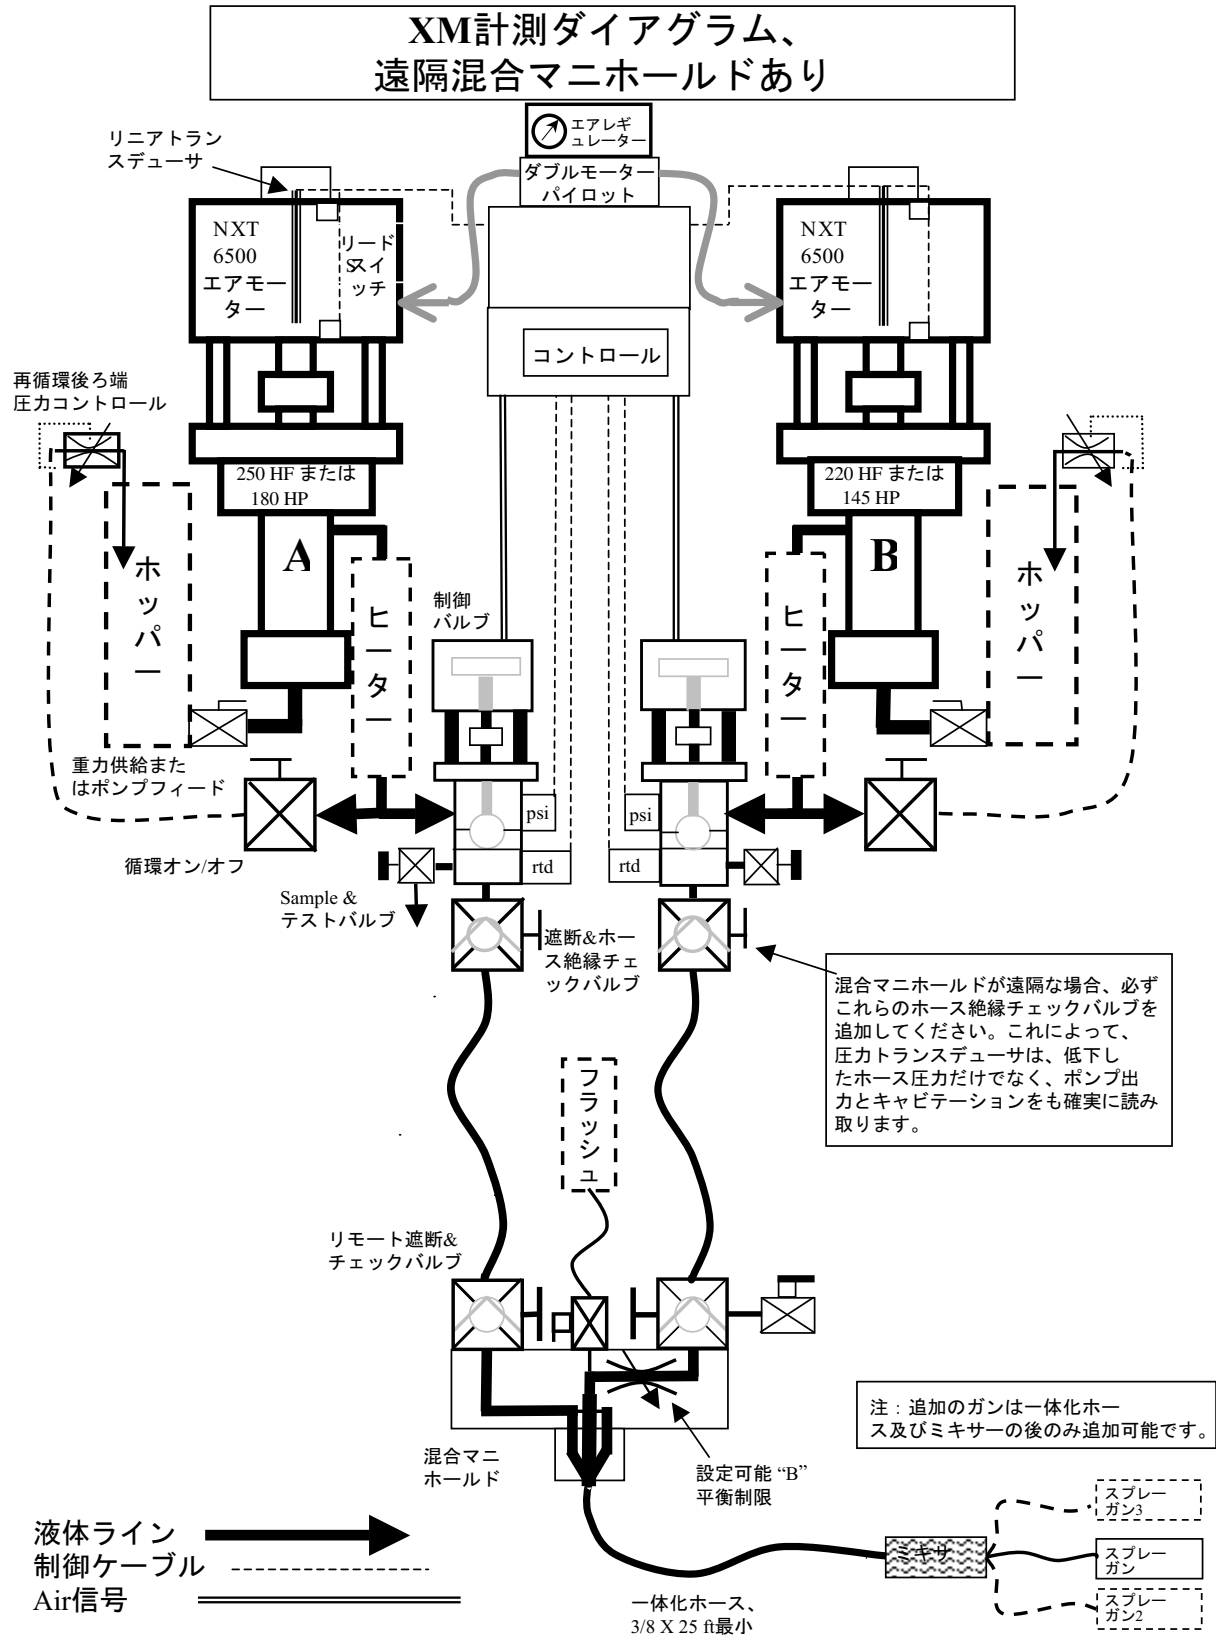 XM計測ダイアグラム、
遠隔混合マニホールドあり
リニアトラン
スデューサ
エアレギ
ュレーター
ダブルモーター
パイロット
NXT
6500
エアモー
ター
リード
Sスイ
ッチ
NXT
6500
エアモー
ター
コントロール
再循環後ろ端
圧力コントロール
250 HF または
180 HP
220 HF または
145 HP
A
B
ホッパー
ヒーター
制御
バルブ
ヒーター
ホッパー
重力供給また
はポンプフィード
psi
psi
循環オン/オフ
rtd
rtd
Sample &
テストバルブ
遮断&ホー
ス絶縁チェ
ックバルブ
混合マニホールドが遠隔な場合、必ず
これらのホース絶縁チェックバルブを
追加してください。これによって、
圧力トランスデューサは、低下し
たホース圧力だけでなく、ポンプ出
力とキャビテーションをも確実に読み
取ります。
フラッシュ
リモート遮断&
チェックバルブ
注：追加のガンは一体化ホー
ス及びミキサーの後のみ追加可能です。
混合マニ
ホールド
設定可能 “B”
平衡制限
スプレー
ガン3
ミキサ
スプレー
ガン
スプレー
ガン2
液体ライン
制御ケーブル
Air信号
一体化ホース、
3/8 X 25 ft最小